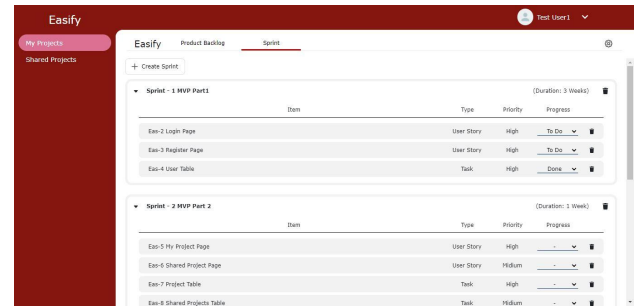 Easify
Test User1
My Projects
Shared Projects
Easify Product Backlog Sprint
+ Create Sprint
Sprint - 1 MVP Part1 (Duration: 3 Weeks)
Item Type Priority Progress
Eas-2 Login Page User Story High To Do
Eas-3 Register Page User Story High To Do
Eas-4 User Table Task High Done
Sprint - 2 MVP Part 2 (Duration: 1 Week)
Item Type Priority Progress
Eas-5 My Project Page User Story High -
Eas-6 Shared Project Page User Story Midium -
Eas-7 Project Table Task High -
Eas-8 Shared Projects Table Task Midium -